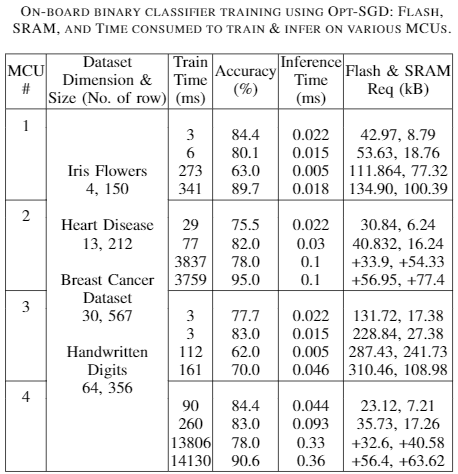 ON-BOARD BINARY CLASSIFIER TRAINING USING OPT-SGD: FLASH,
SRAM, AND TIME CONSUMED TO TRAIN & INFER ON VARIOUS MCUS.
MCU # Dataset Dimension & Size (No. of row) Train Time (ms) Accuracy (%) Inference Time (ms) Flash & SRAM Req (kB)
1
3 84.4 0.022 42.97, 8.79
6 80.1 0.015 53.63, 18.76
Iris Flowers 273 63.0 0.005 111.864, 77.32
4, 150 341 89.7 0.018 134.90, 100.39
2
Heart Disease 29 75.5 0.022 30.84, 6.24
13, 212 77 82.0 0.03 40.832, 16.24
3837 78.0 0.1 +33.9, +54.33
Breast Cancer 3759 95.0 0.1 +56.95, +77.4
3 Dataset
30, 567 3 77.7 0.022 131.72, 17.38
3 83.0 0.015 228.84, 27.38
Handwritten 112 62.0 0.005 287.43, 241.73
Digits 161 70.0 0.046 310.46, 108.98
4 64, 356
90 84.4 0.044 23.12, 7.21
260 83.0 0.093 35.73, 17.26
13806 78.0 0.33 +32.6, +40.58
14130 90.6 0.36 +56.4, +63.62